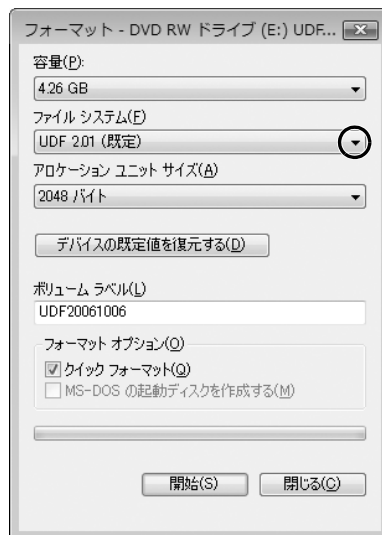 フォーマット - DVD RW ドライブ (E:) UDF...
容量(P):
4.26 GB
ファイル システム(F)
UDF 2.01 (既定)
アロケーション ユニット サイズ(A)
2048 バイト
デバイスの既定値を復元する(D)
ボリューム ラベル(L)
UDF20061006
フォーマット オプション(O)
クイック フォーマット(Q)
MS-DOS の起動ディスクを作成する(M)
開始(S)
閉じる(C)